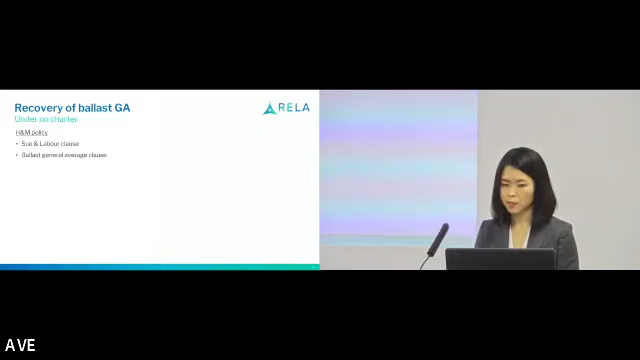 Recovery of ballast GA
RELA
Under no charter
H&M policy
• Sue & Labour clause
• Ballast general average clause
AVE